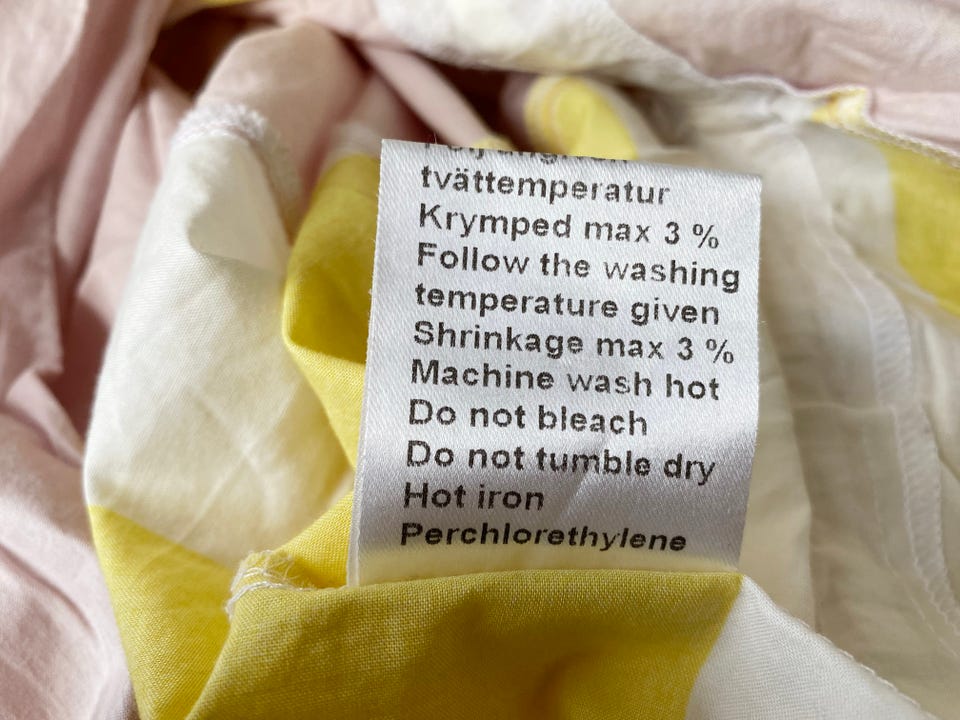 tvättemperatur
Krymped max 3 %
Follow the washing
temperature given
Shrinkage max 3 %
Machine wash hot
Do not bleach
Do not tumble dry
Hot iron
Perchlorethylene